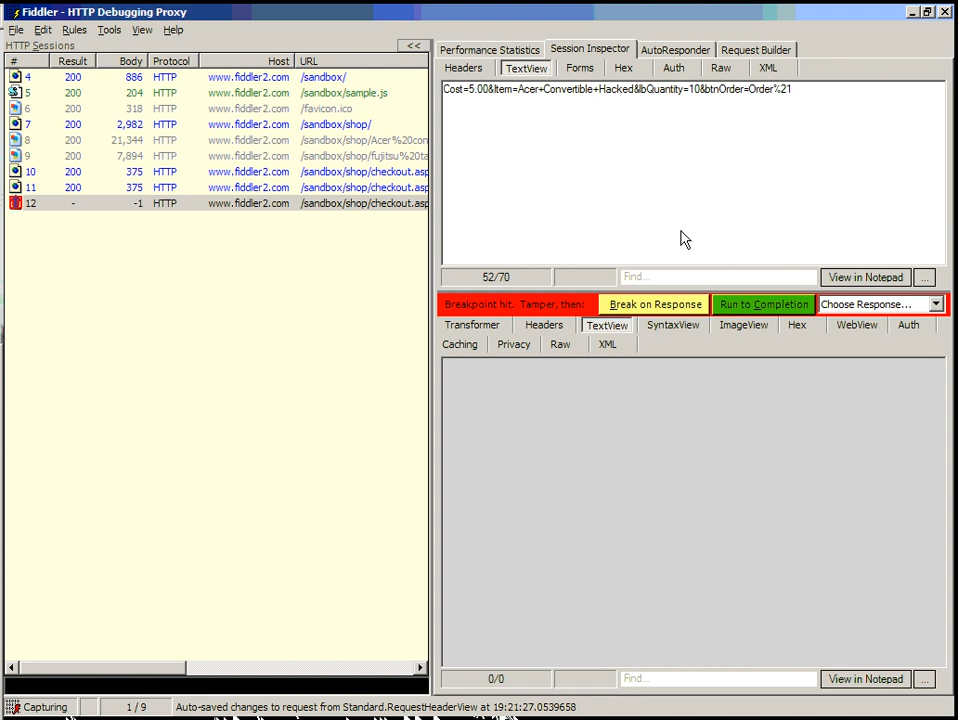 Fiddler - HTTP Debugging Proxy
File Edit Rules Tools View Help
HTTP Sessions <<
# Result Body Protocol Host URL
4 200 886 HTTP www.fiddler2.com /sandbox/
5 200 204 HTTP www.fiddler2.com /sandbox/sample.js
6 200 318 HTTP www.fiddler2.com /favicon.ico
7 200 2,982 HTTP www.fiddler2.com /sandbox/shop/
8 200 21,344 HTTP www.fiddler2.com /sandbox/shop/Acer%20con
9 200 7,894 HTTP www.fiddler2.com /sandbox/shop/fujitsu%20ta
10 200 375 HTTP www.fiddler2.com /sandbox/shop/checkout.asp
11 200 375 HTTP www.fiddler2.com /sandbox/shop/checkout.asp
12 - -1 HTTP www.fiddler2.com /sandbox/shop/checkout.asp
Performance Statistics Session Inspector AutoResponder Request Builder
Headers TextView Forms Hex Auth Raw XML
Cost=5.00&Item=Acer+Convertible+Hacked&lbQuantity=10&btnOrder=Order%21
52/70 Find... View in Notepad ...
Breakpoint hit. Tamper, then: Break on Response Run to Completion Choose Response...
Transformer Headers TextView SyntaxView ImageView Hex WebView Auth
Caching Privacy Raw XML
0/0 Find... View in Notepad ...
Capturing 1 / 9 Auto-saved changes to request from Standard.RequestHeaderView at 19:21:27.0539658